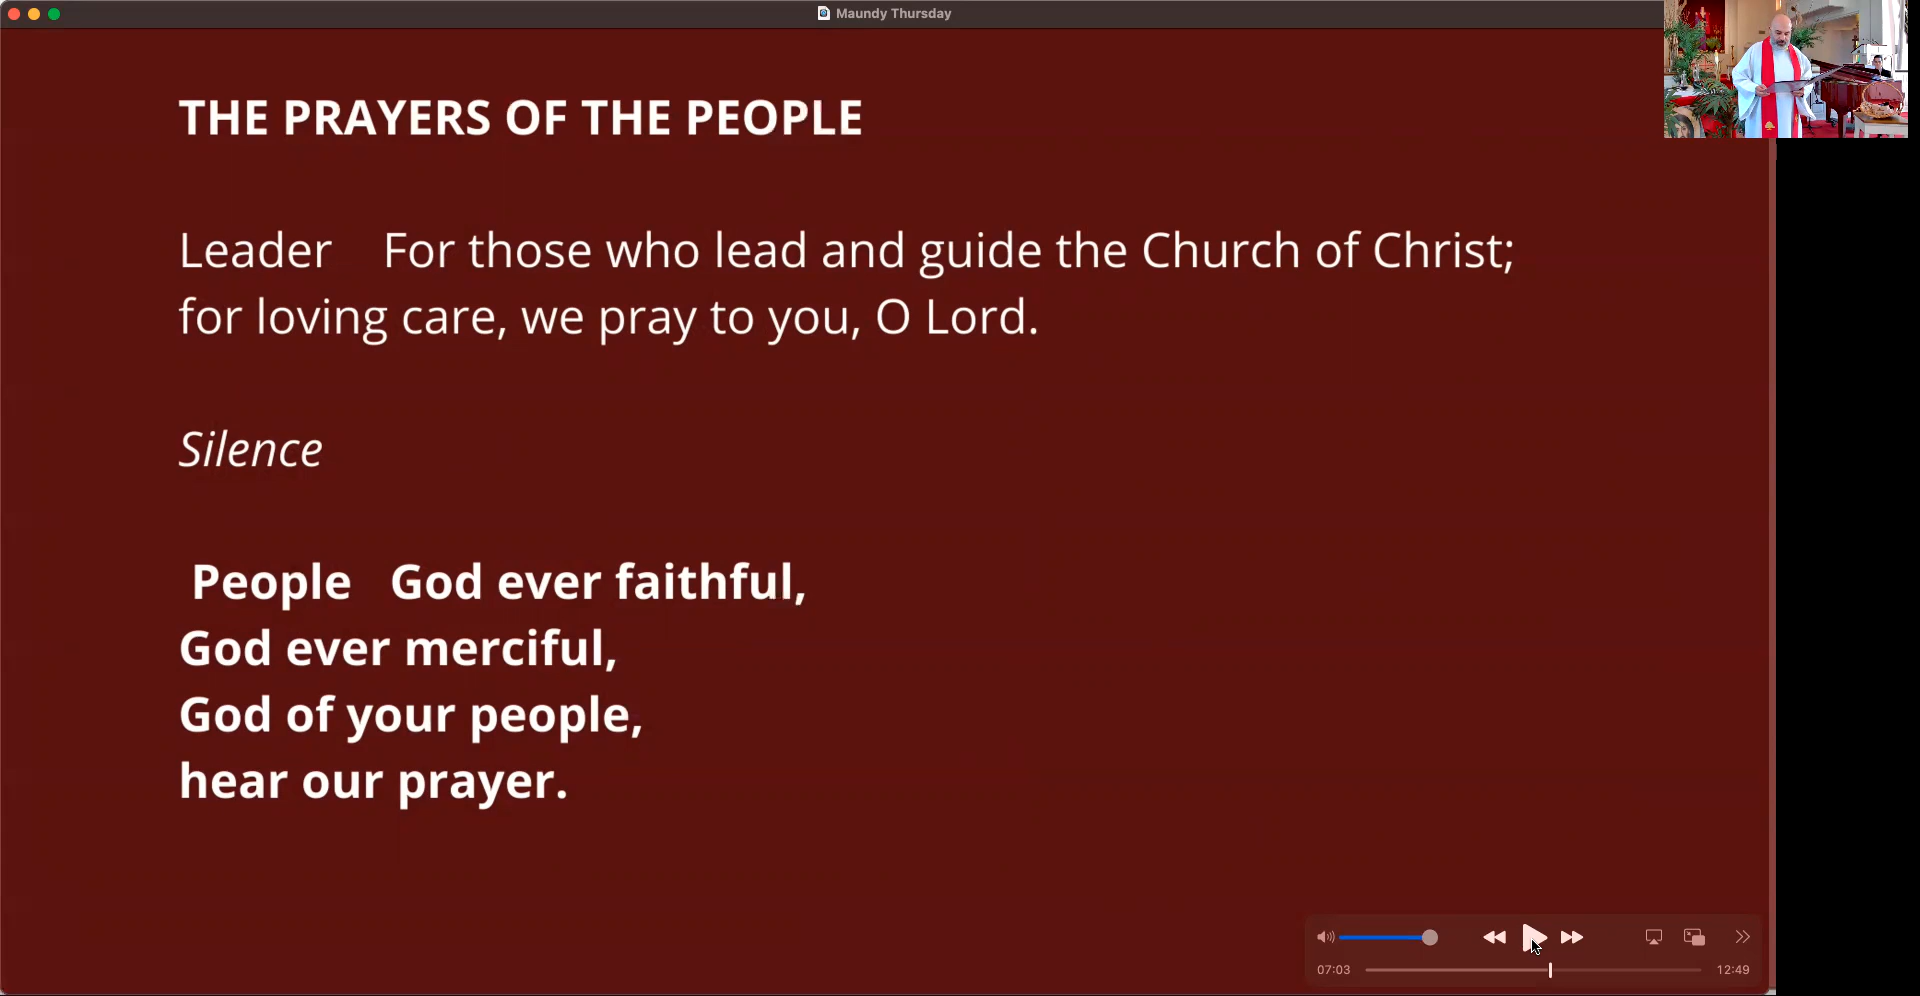 Maundy Thursday
THE PRAYERS OF THE PEOPLE
Leader For those who lead and guide the Church of Christ;
for loving care, we pray to you, O Lord.
Silence
People God ever faithful,
God ever merciful,
God of your people,
hear our prayer.
07:03
12:49